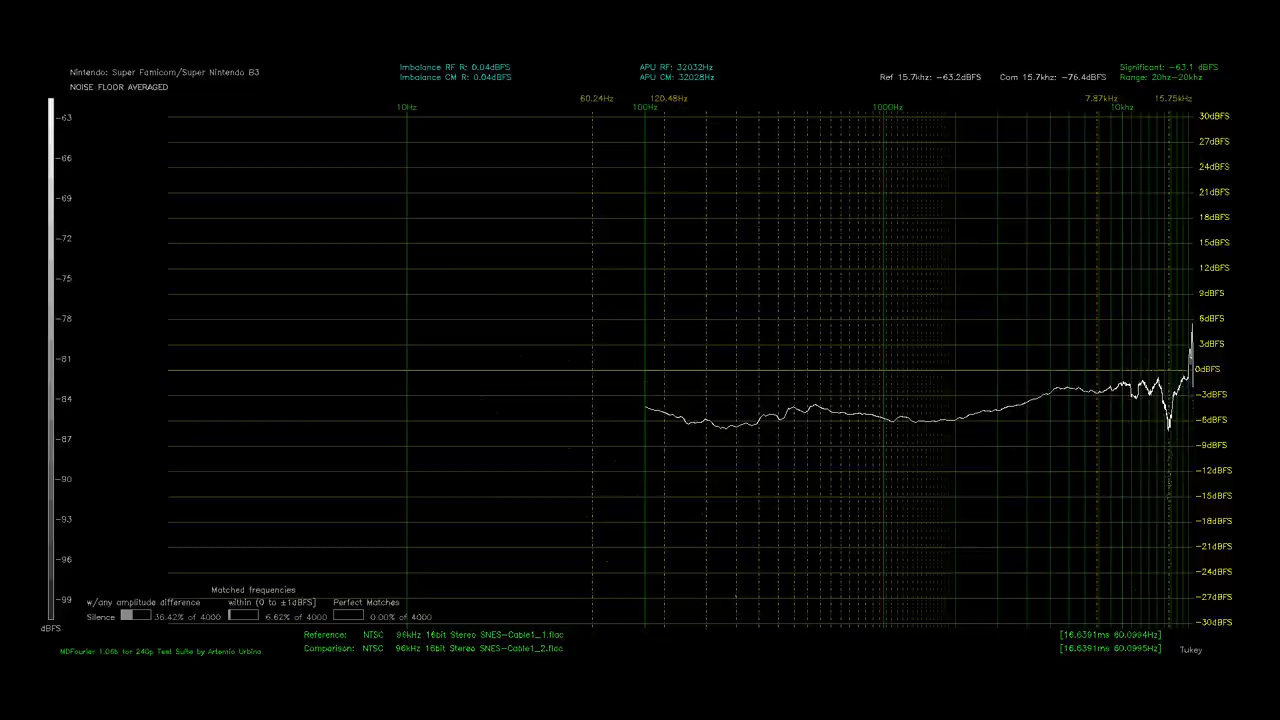 Nintendo: Super Famicom/Super Nintendo B3
NOISE FLOOR AVERAGED
Imbalance RF R: 0.04dBFS
Imbalance CM R: 0.04dBFS
APU RF: 32032Hz
APU CM: 32028Hz
Ref 15.7khz: -63.2dBFS
Com 15.7khz: -76.4dBFS
Significant: -63.1 dBFS
Range: 20hz-20khz
60.24Hz
120.48Hz
7.87kHz
15.75kHz
10Hz
100Hz
1000Hz
10khz
-63
-66
-69
-72
-75
-78
-81
-84
-87
-90
-93
-96
-99
dBFS
30dBFS
27dBFS
24dBFS
21dBFS
18dBFS
15dBFS
12dBFS
9dBFS
6dBFS
3dBFS
0dBFS
-3dBFS
-6dBFS
-9dBFS
-12dBFS
-15dBFS
-18dBFS
-21dBFS
-24dBFS
-27dBFS
-30dBFS
Matched frequencies
w/any amplitude difference
within (0 to ±1dBFS]
Perfect Matches
Silence
36.42% of 4000
6.62% of 4000
0.00% of 4000
Reference: NTSC 96kHz 16bit Stereo SNES-Cable1_1.flac
[16.6391ms 60.0994Hz]
Comparison: NTSC 96kHz 16bit Stereo SNES-Cable1_2.flac
[16.6391ms 60.0995Hz]
MDFourier 1.06b for 240p Test Suite by Artemio Urbina
Tukey